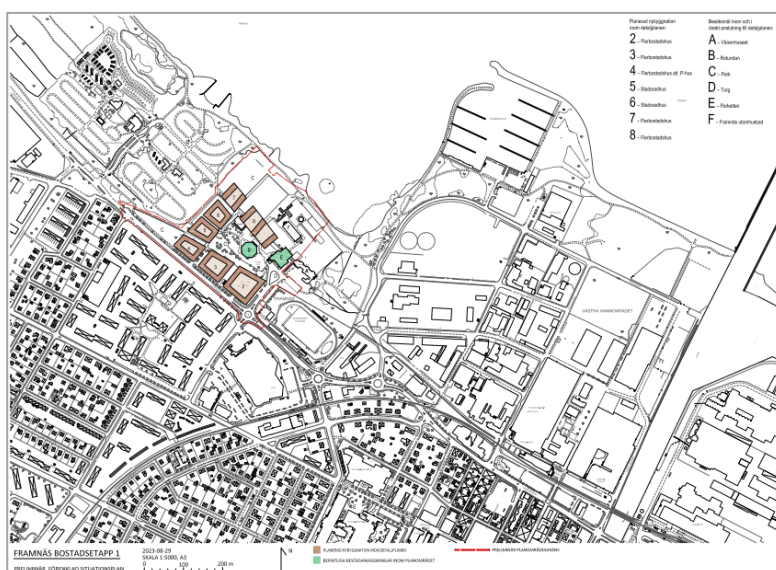 Planerad nybyggnation
inom detaljplanen
2 – Flerbostadshus
3 – Flerbostadshus
4 – Flerbostadshus alt. P-hus
5 – Stadsradhus
6 – Stadsradhus
7 – Flerbostadshus
8 – Flerbostadshus
Besöksmål inom och i
direkt anslutning till detaljplanen
A – Vänermuseet
B – Rotundan
C – Park
D – Torg
E – Parketten
F – Framnäs utomhusbad
C
C
B
E
3
2
VÄSTRA HAMNOMRÅDET
FRAMNÄS BOSTADSETAPP 1
PRELIMINÄR, FÖRENKLAD SITUATIONSPLAN
2023-08-29
SKALA 1:5000, A3
0 100 200 m
N
PLANERAD NYBYGGNATION INOM DETALJPLANEN
BEFINTLIGA BESÖKSANLÄGGNINGAR INOM PLANOMRÅDET
PRELIMINÄR PLANOMRÅDESGRÄNS